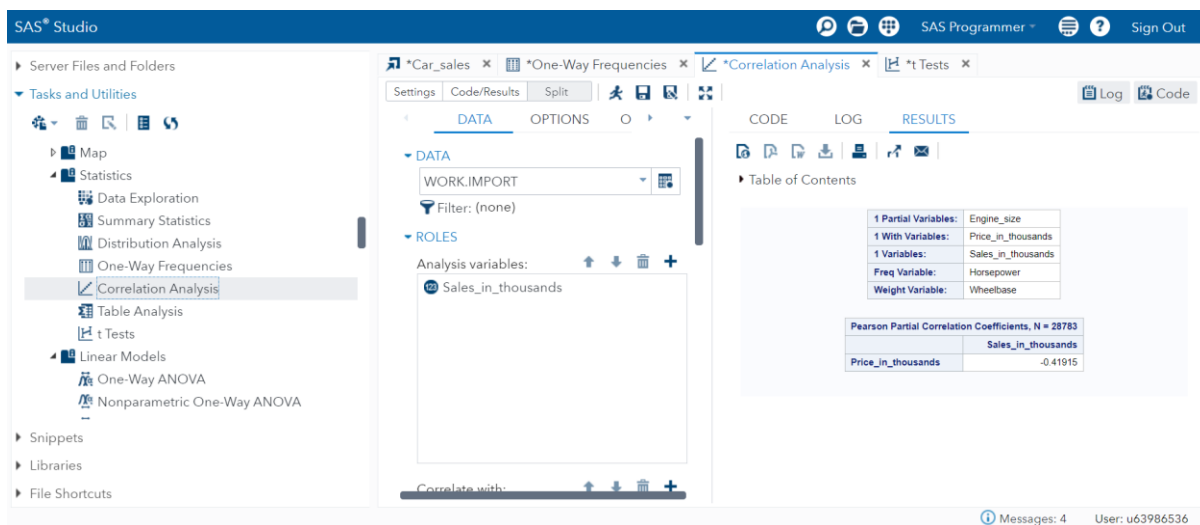 SAS® Studio
SAS Programmer
Sign Out
Server Files and Folders
Tasks and Utilities
Map
Statistics
Data Exploration
Summary Statistics
Distribution Analysis
One-Way Frequencies
Correlation Analysis
Table Analysis
t Tests
Linear Models
One-Way ANOVA
Nonparametric One-Way ANOVA
Snippets
Libraries
File Shortcuts
*Car_sales × *One-Way Frequencies × *Correlation Analysis × *t Tests ×
Settings Code/Results Split
Log Code
DATA OPTIONS O
DATA
WORK.IMPORT
Filter: (none)
ROLES
Analysis variables:
123 Sales_in_thousands
Correlate with:
CODE LOG RESULTS
Table of Contents
1 Partial Variables: Engine_size
1 With Variables: Price_in_thousands
1 Variables: Sales_in_thousands
Freq Variable: Horsepower
Weight Variable: Wheelbase
Pearson Partial Correlation Coefficients, N = 28783
Sales_in_thousands
Price_in_thousands -0.41915
Messages: 4 User: u63986536